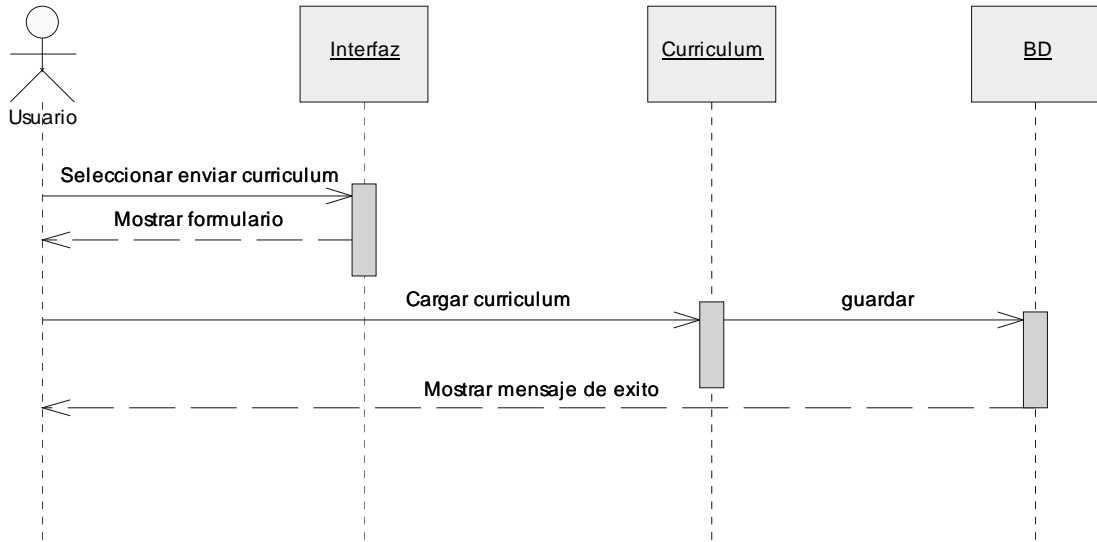 Interfaz
Curriculum
BD
Usuario
Seleccionar enviar curriculum
Mostrar formulario
Cargar curriculum
guardar
Mostrar mensaje de exito